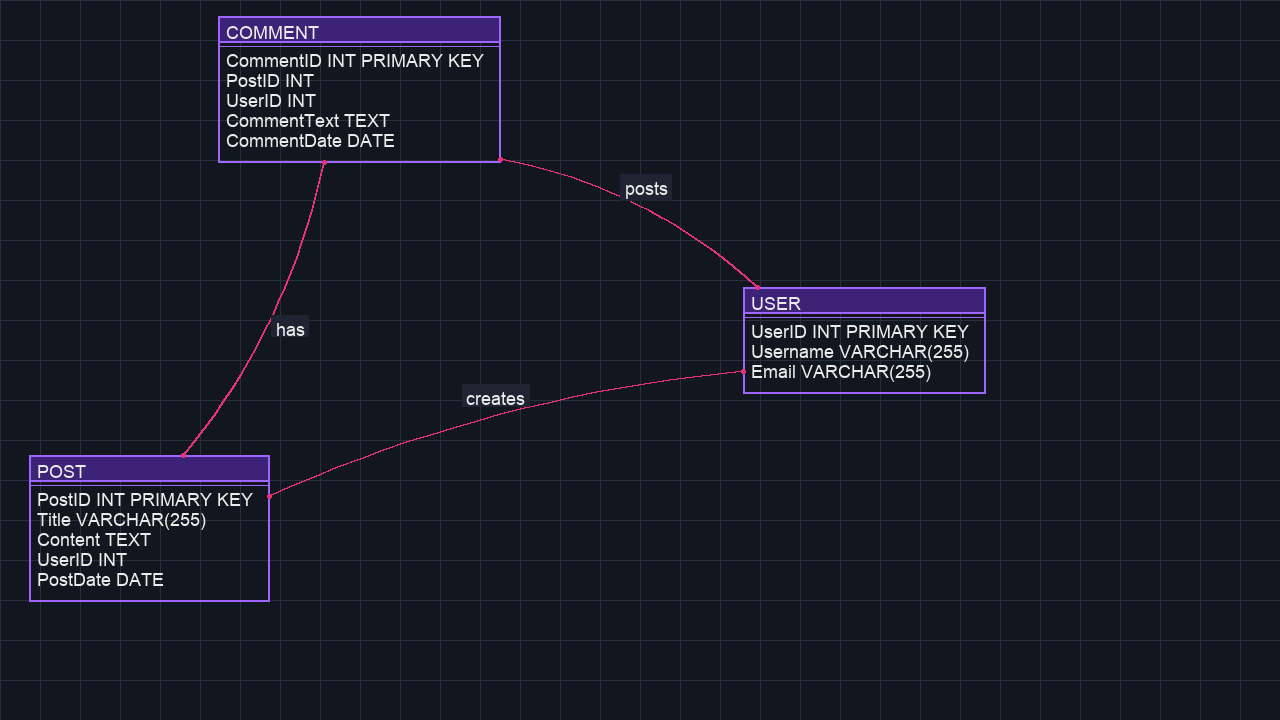 COMMENT
CommentID INT PRIMARY KEY
PostID INT
UserID INT
CommentText TEXT
CommentDate DATE
posts
has
USER
UserID INT PRIMARY KEY
Username VARCHAR(255)
Email VARCHAR(255)
creates
POST
PostID INT PRIMARY KEY
Title VARCHAR(255)
Content TEXT
UserID INT
PostDate DATE